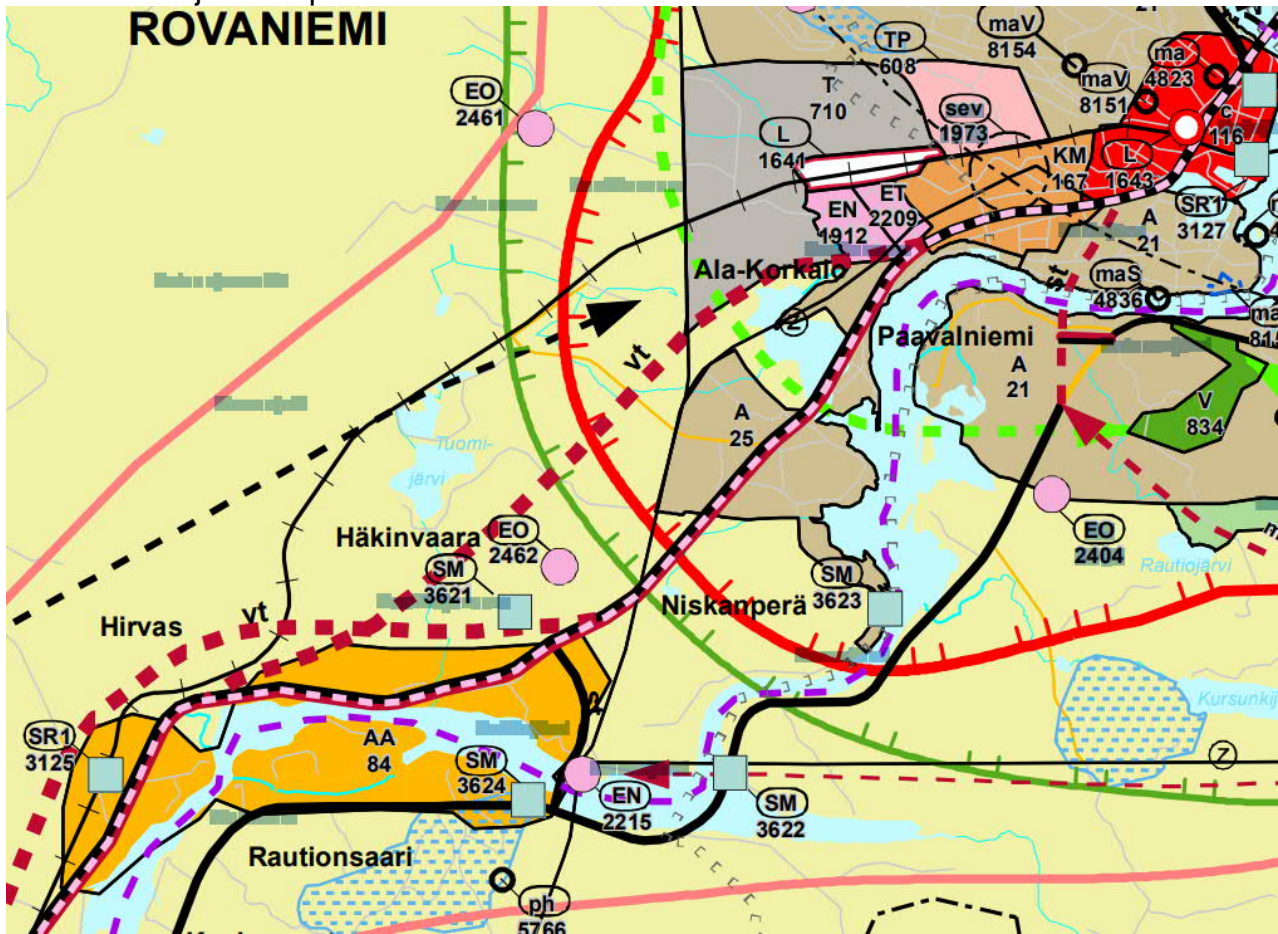 ROVANIEMI
EO
2461
T
710
TP
608
sev
1973
maV
8154
maV
8151
ma
4823
c
116
21
L
1641
EN
1912
ET
2209
KM
167
L
1643
A
21
SR1
3127
Ala-Korkalo
vt
st
maS
4836
Z
Paavalniemi
A
21
V
834
A
25
Tuomi-
järvi
Häkinvaara
EO
2462
SM
3621
EO
2404
Rautiojärvi
Hirvas
vt
Niskanperä
SM
3623
SR1
3125
AA
84
SM
3624
EN
2215
SM
3622
Z
Rautionsaari
ph
5766